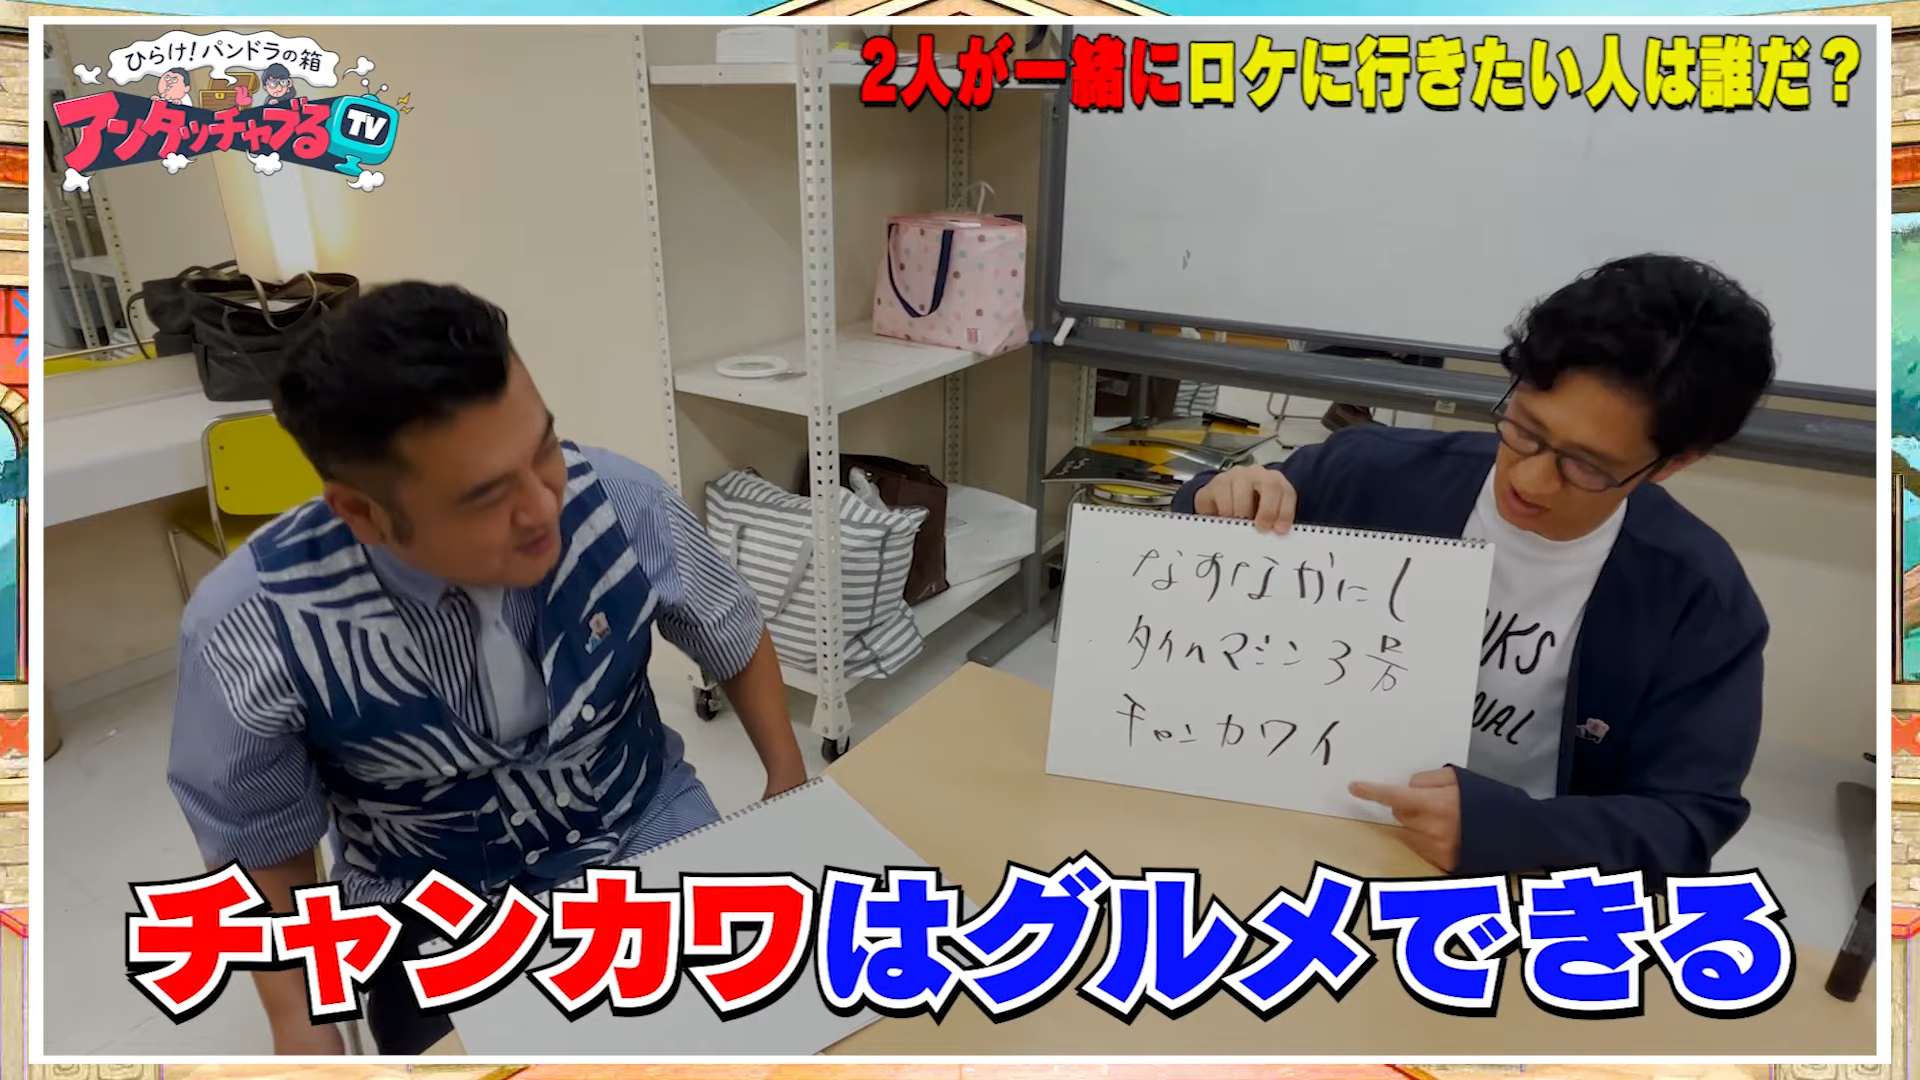 ひらけ!パンドラの箱
アンタッチャブるTV
2人が一緒にロケに行きたい人は誰だ？
なすなかにし
タイムマシン3号
チャンカワイ
チャンカワはグルメできる